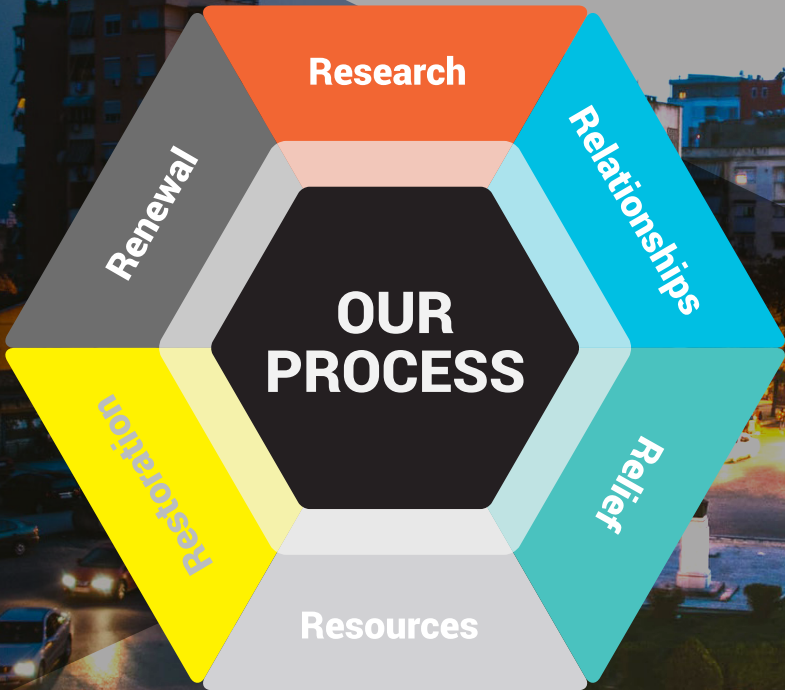 Research
Relationships
Relief
Resources
Restoration
Renewal
OUR
PROCESS